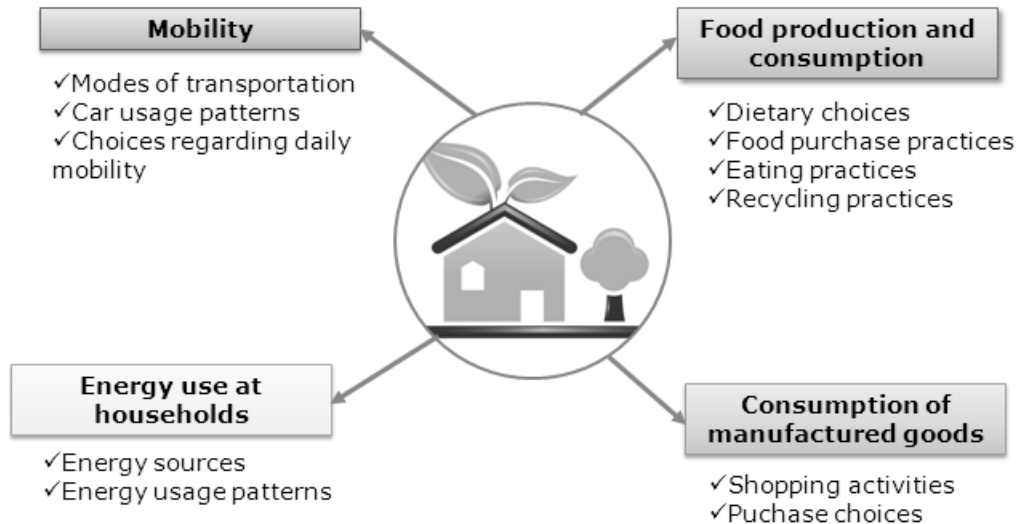 Mobility
✓Modes of transportation
✓Car usage patterns
✓Choices regarding daily
mobility
Food production and
consumption
✓Dietary choices
✓Food purchase practices
✓Eating practices
✓Recycling practices
Energy use at
households
✓Energy sources
✓Energy usage patterns
Consumption of
manufactured goods
✓Shopping activities
✓Puchase choices